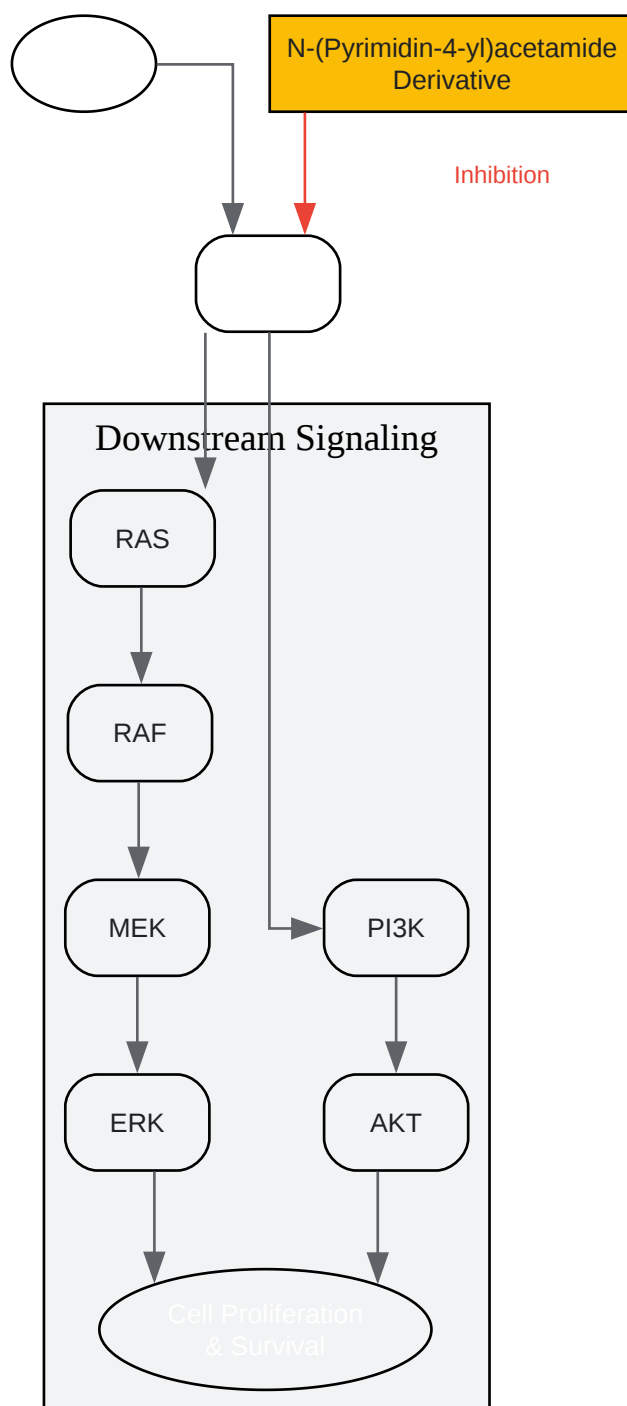 N-(Pyrimidin-4-yl)acetamide
Derivative
Inhibition
Downstream Signaling
RAS
RAF
MEK
PI3K
ERK
AKT
Cell Proliferation
& Survival